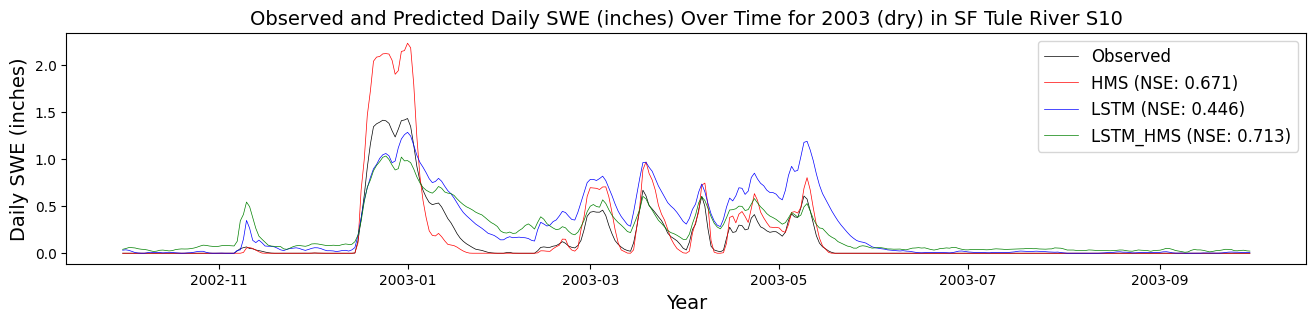 Observed and Predicted Daily SWE (inches) Over Time for 2003 (dry) in SF Tule River S10
Daily SWE (inches)
2.0
1.5
1.0
0.5
0.0
Observed
HMS (NSE: 0.671)
LSTM (NSE: 0.446)
LSTM_HMS (NSE: 0.713)
2002-11
2003-01
2003-03
2003-05
2003-07
2003-09
Year